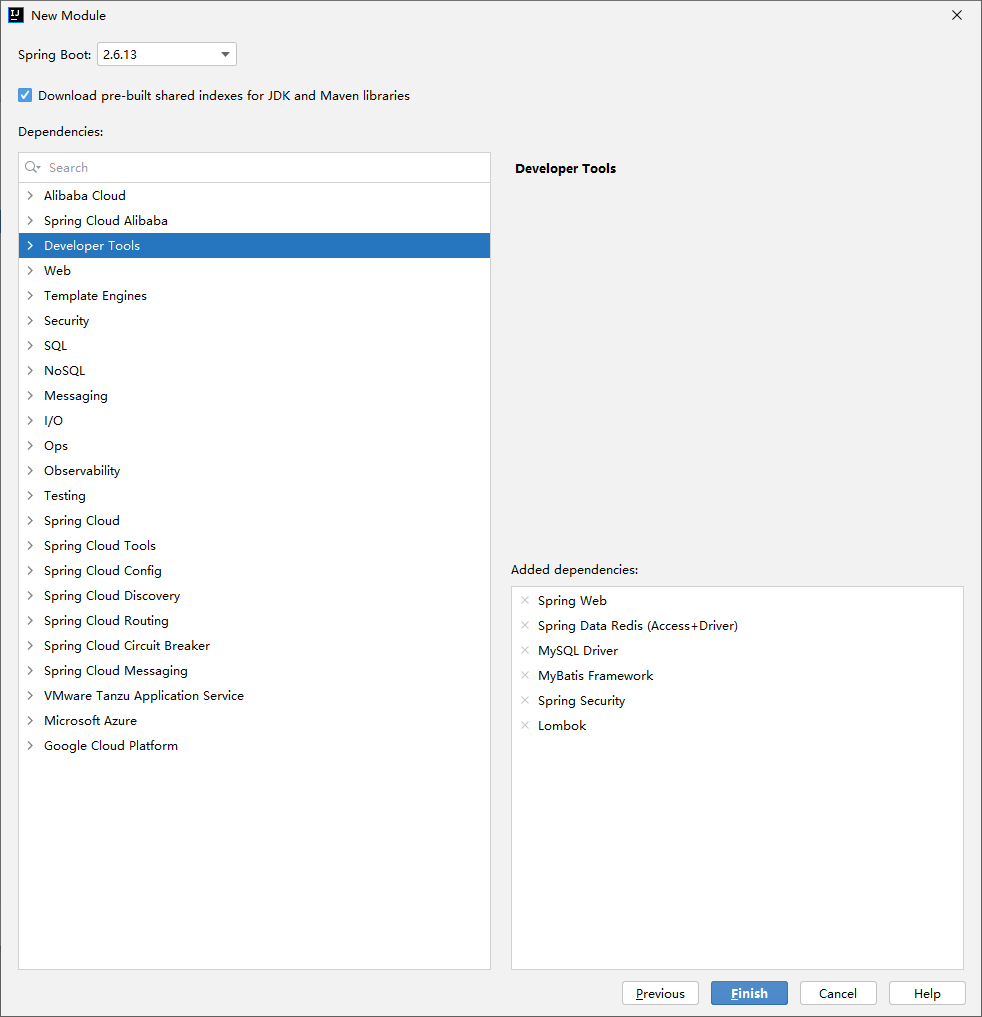 New Module
Spring Boot: 2.6.13
Download pre-built shared indexes for JDK and Maven libraries
Dependencies:
Search
Alibaba Cloud
Spring Cloud Alibaba
Developer Tools
Web
Template Engines
Security
SQL
NoSQL
Messaging
I/O
Ops
Observability
Testing
Spring Cloud
Spring Cloud Tools
Spring Cloud Config
Spring Cloud Discovery
Spring Cloud Routing
Spring Cloud Circuit Breaker
Spring Cloud Messaging
VMware Tanzu Application Service
Microsoft Azure
Google Cloud Platform
Developer Tools
Added dependencies:
Spring Web
Spring Data Redis (Access+Driver)
MySQL Driver
MyBatis Framework
Spring Security
Lombok
Previous Finish Cancel Help